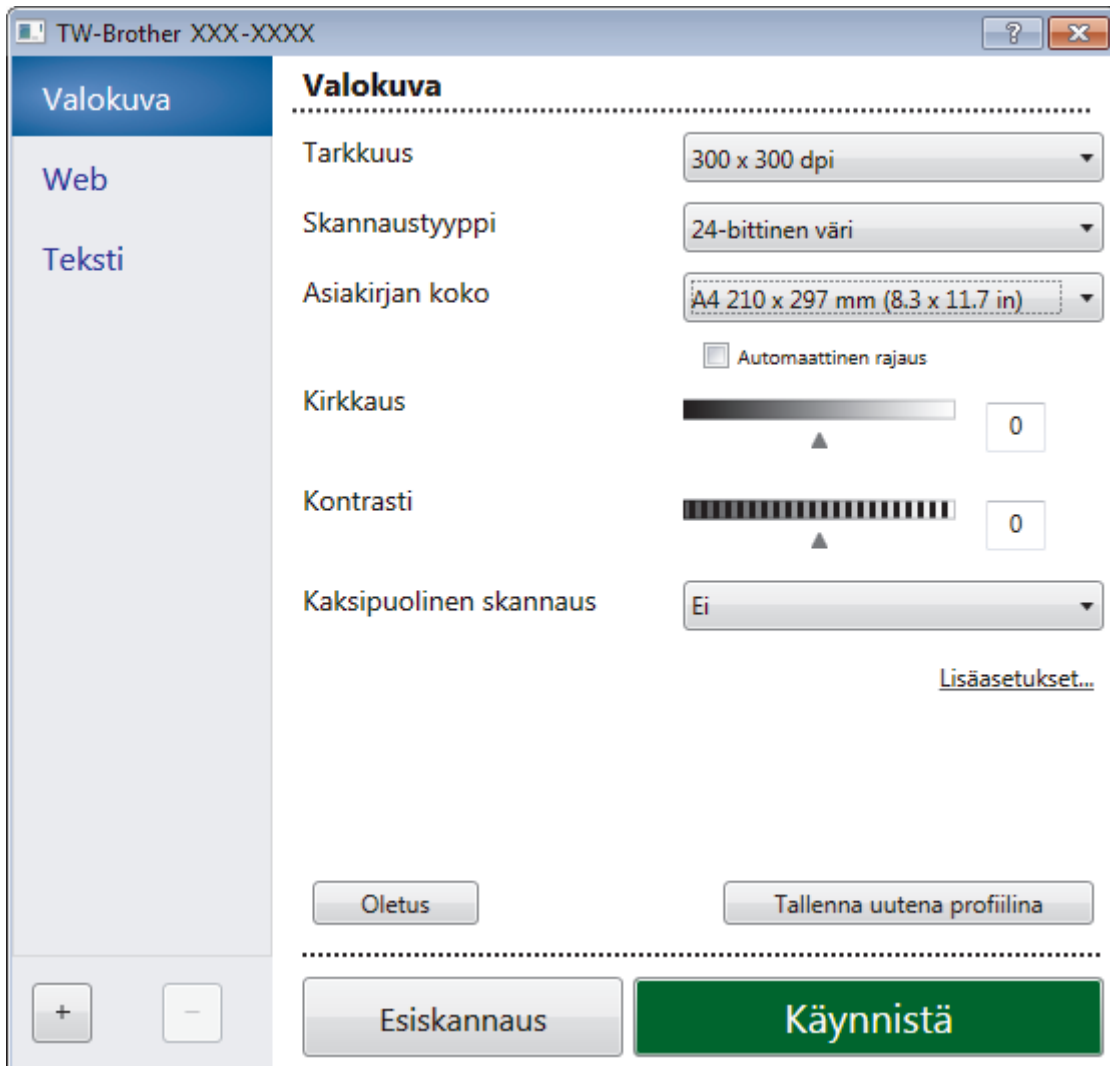 TW-Brother XXX-XXXX
Valokuva
Web
Teksti
Valokuva
Tarkkuus
300 x 300 dpi
Skannaustyyppi
24-bittinen väri
Asiakirjan koko
A4 210 x 297 mm (8.3 x 11.7 in)
Automaattinen rajaus
Kirkkaus
0
Kontrasti
0
Kaksipuolinen skannaus
Ei
Lisäasetukset...
Oletus
Tallenna uutena profiilina
+
−
Esiskannaus
Käynnistä